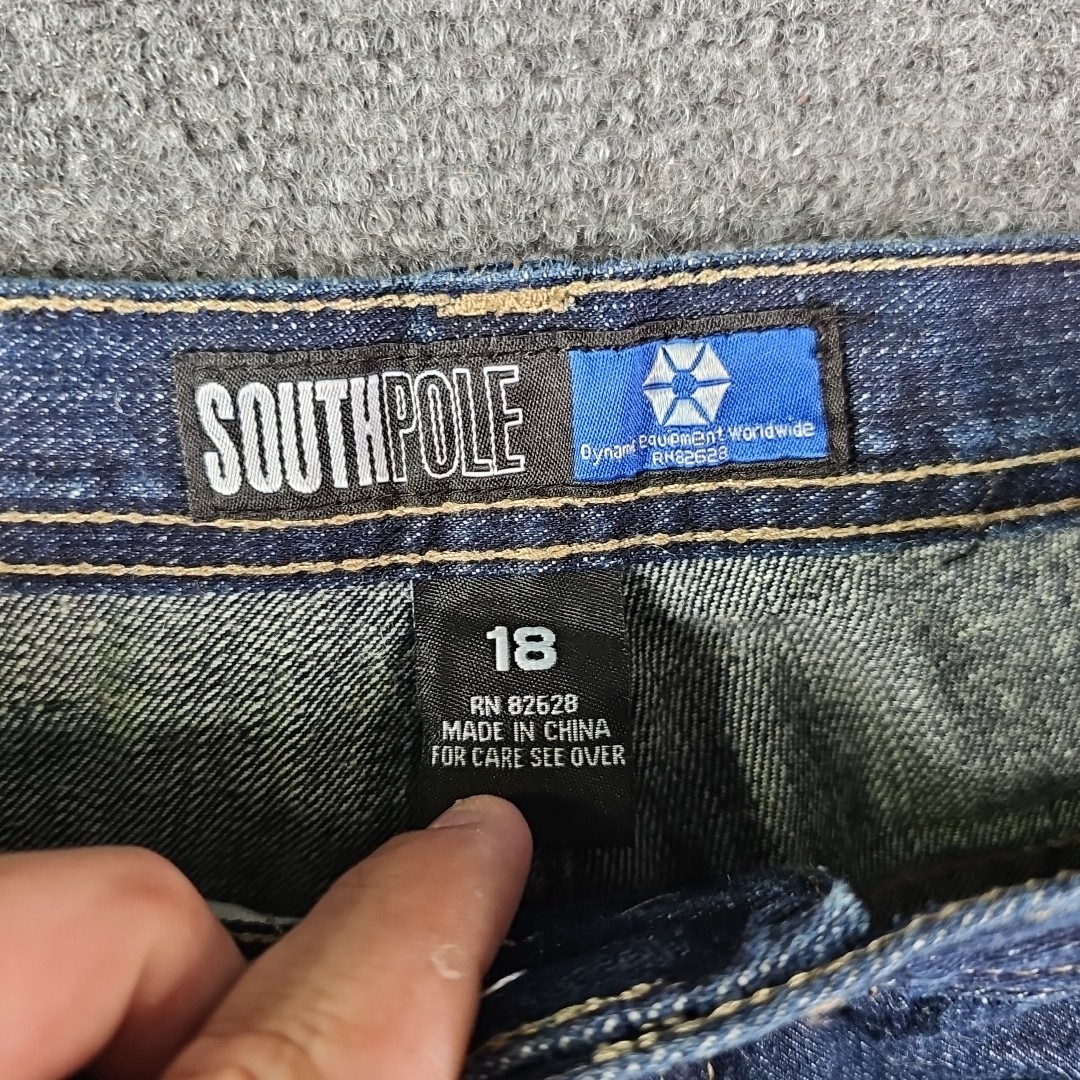 SOUTHPOLE
Dynamic Equipment Worldwide
RN82628
18
RN 82628
MADE IN CHINA
FOR CARE SEE OVER